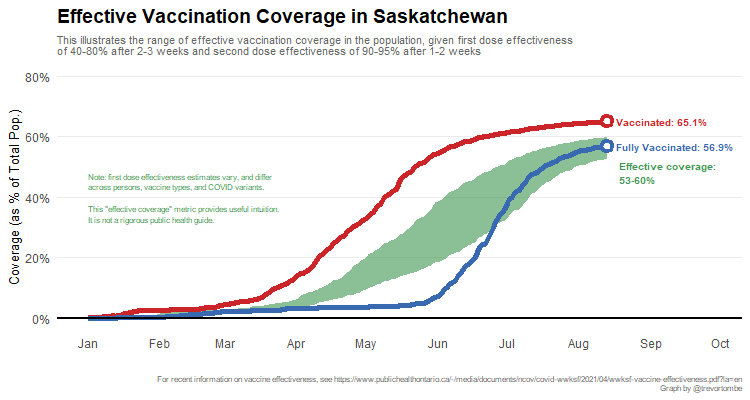 Effective Vaccination Coverage in Saskatchewan
This illustrates the range of effective vaccination coverage in the population, given first dose effectiveness
of 40-80% after 2-3 weeks and second dose effectiveness of 90-95% after 1-2 weeks
Coverage (as % of Total Pop.)
80%
60%
40%
20%
0%
Vaccinated: 65.1%
Fully Vaccinated: 56.9%
Effective coverage:
53-60%
Note: first dose effectiveness estimates vary, and differ
across persons, vaccine types, and COVID variants.
This "effective coverage" metric provides useful intuition.
It is not a rigorous public health guide.
Jan Feb Mar Apr May Jun Jul Aug Sep Oct
For recent information on vaccine effectiveness, see https://www.publichealthontario.ca/-/media/documents/ncov/covid-wwksf/2021/04/wwksf-vaccine-effectiveness.pdf?la=en
Graph by @trevortombe